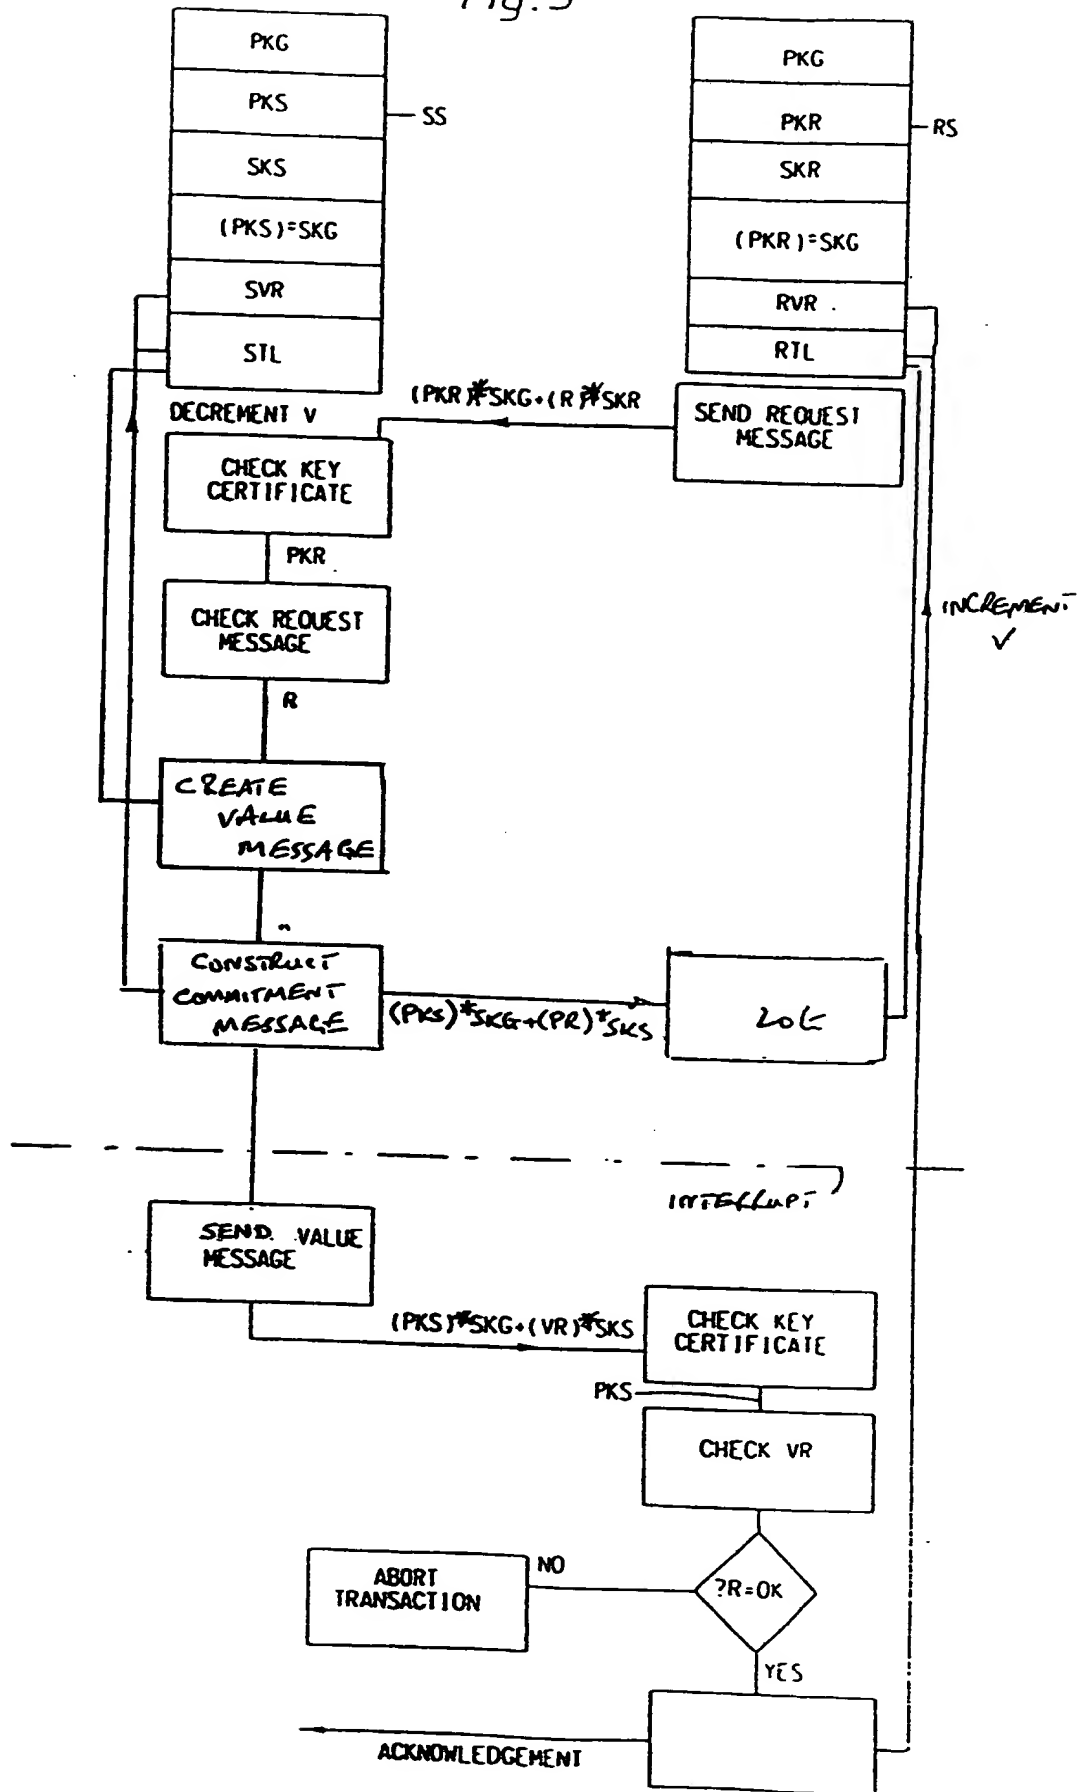 Fig. 5
PKG
PKS
SS
SKS
(PKS)=SKG
SVR
STL
PKG
PKR
RS
SKR
(PKR)=SKG
RVR
RTL
DECREMENT V
(PKR)*SKG+(R)*SKR
SEND REQUEST
MESSAGE
CHECK KEY
CERTIFICATE
PKR
CHECK REQUEST
MESSAGE
R
INCREMENT
V
CREATE
VALUE
MESSAGE
CONSTRUCT
COMMITMENT
MESSAGE
(PKS)*SKG+(PR)*SKS
INTERRUPT
SEND VALUE
MESSAGE
(PKS)*SKG+(VR)*SKS
CHECK KEY
CERTIFICATE
PKS
CHECK VR
?R=OK
NO
ABORT
TRANSACTION
YES
ACKNOWLEDGEMENT